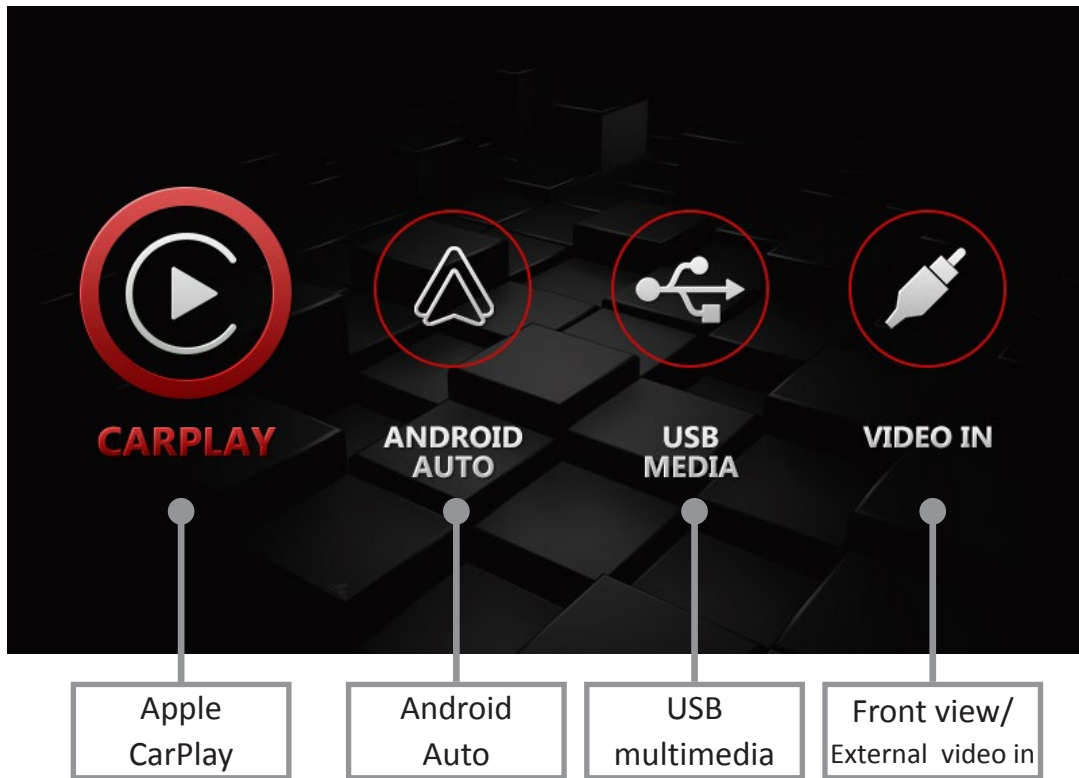 CARPLAY
ANDROID
AUTO
USB
MEDIA
VIDEO IN
Apple
CarPlay
Android
Auto
USB
multimedia
Front view/
External video in